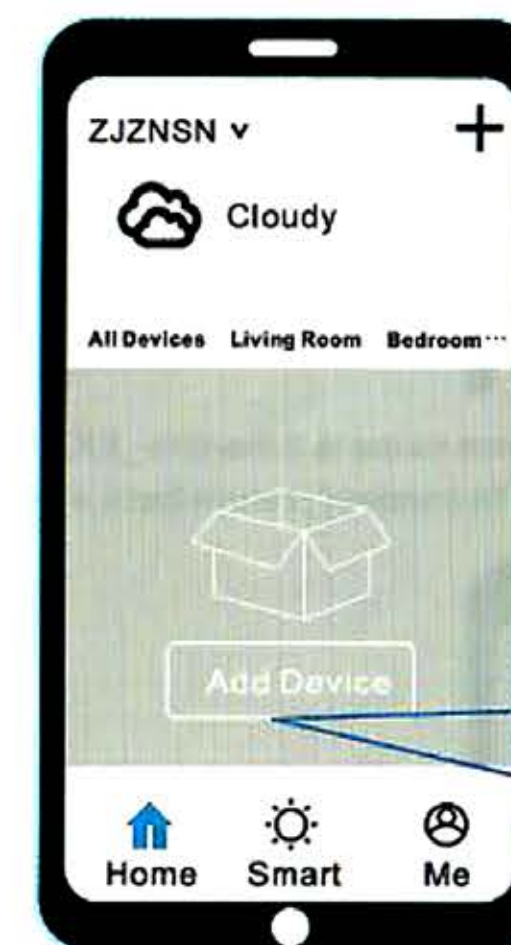 ZJZNSN
Cloudy
All Devices Living Room Bedroom ...
Add Device
Home Smart Me